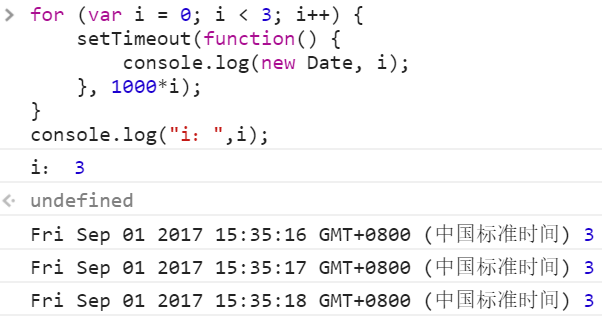 for (var i = 0; i < 3; i++) {
    setTimeout(function() {
        console.log(new Date, i);
    }, 1000*i);
}
console.log("i：",i);
i： 3
undefined
Fri Sep 01 2017 15:35:16 GMT+0800 (中国标准时间) 3
Fri Sep 01 2017 15:35:17 GMT+0800 (中国标准时间) 3
Fri Sep 01 2017 15:35:18 GMT+0800 (中国标准时间) 3